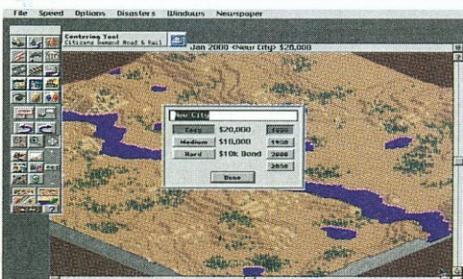 File Speed Options Disasters Windows Newspaper
Centering Tool
Citizens Demand Road & Rail
Jan 2000 <New City> $20,000
New City
Easy $20,000 1900
Medium $10,000 1950
Hard $10k Bond 2000
2050
Done